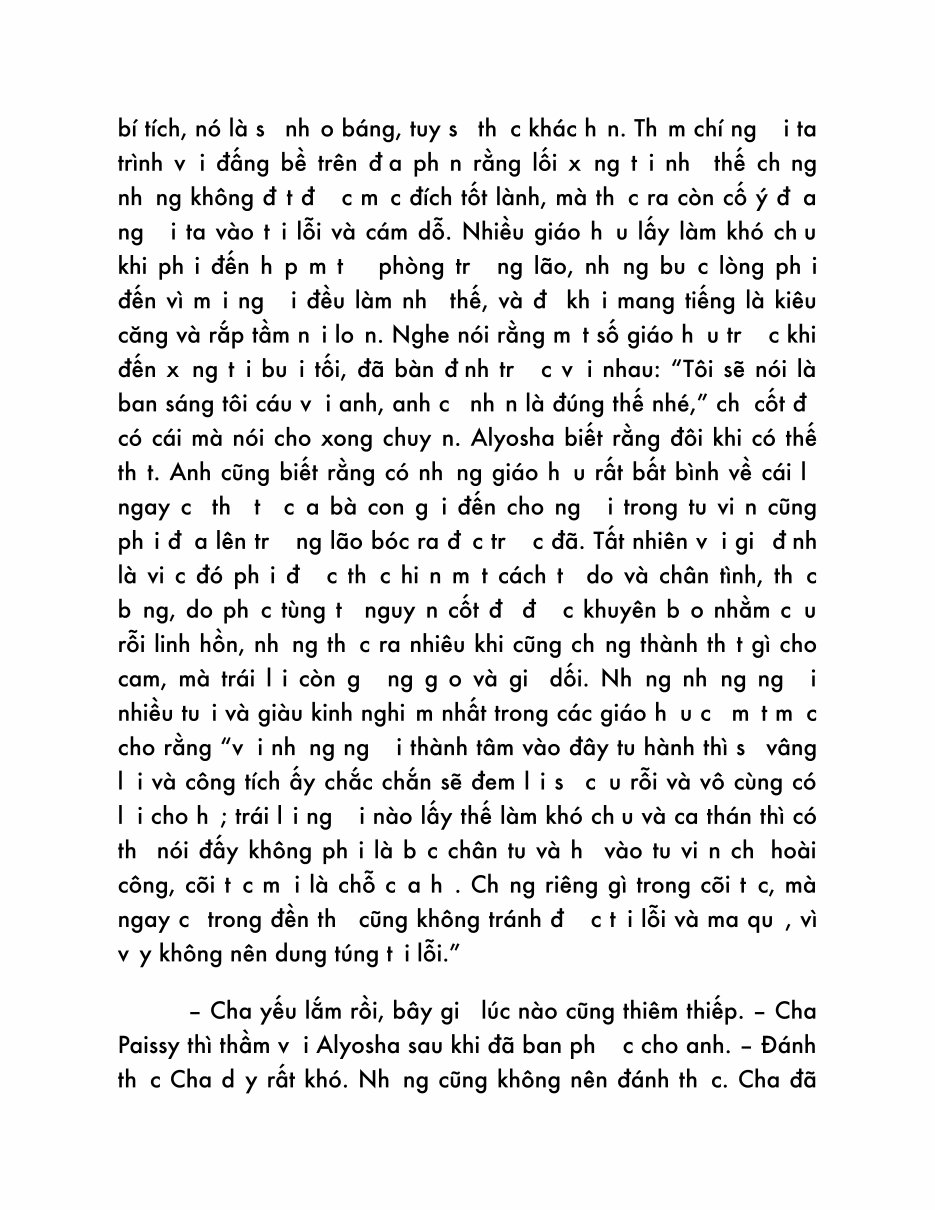 bí tích, nó là s nh o báng, tuy s th c khác h n. Th m chí ng i ta
trình v i đấng bề trên đ a ph n rằng lối x ng t i nh thế ch ng
nh ng không đ t đ c m c đích tốt lành, mà th c ra còn cố ý đ a
ng i ta vào t i lỗi và cám dỗ. Nhiều giáo h u lấy làm khó ch u
khi ph i đến h p m t phòng tr ng lão, nh ng bu c lòng ph i
đến vì m i ng i đều làm nh thế, và đ kh i mang tiếng là kiêu
căng và rắp tầm n i lo n. Nghe nói rằng m t số giáo h u tr c khi
đến x ng t i bu i tối, đã bàn đ nh tr c v i nhau: “Tôi sẽ nói là
ban sáng tôi cáu v i anh, anh c nh n là đúng thế nhé,” ch cốt đ
có cái mà nói cho xong chuy n. Alyosha biết rằng đôi khi có thế
th t. Anh cũng biết rằng có nh ng giáo h u rất bất bình về cái l
ngay c th t c a bà con g i đến cho ng i trong tu vi n cũng
ph i đ a lên tr ng lão bóc ra đ c tr c đã. Tất nhiên v i gi đ nh
là vi c đó ph i đ c th c hi n m t cách t do và chân tình, th c
b ng, do ph c tùng t nguy n cốt đ đ c khuyên b o nhằm c u
rỗi linh hồn, nh ng th c ra nhiêu khi cũng ch ng thành th t gì cho
cam, mà trái l i còn g ng g o và gi dối. Nh ng nh ng ng i
nhiều tu i và giàu kinh nghi m nhất trong các giáo h u c m t m c
cho rằng “v i nh ng ng i thành tâm vào đây tu hành thì s vâng
l i và công tích ấy chắc chắn sẽ đem l i s c u rỗi và vô cùng có
l i cho h ; trái l i ng i nào lấy thế làm khó ch u và ca thán thì có
th nói đấy không ph i là b c chân tu và h vào tu vi n ch hoài
công, cõi t c m i là chỗ c a h . Ch ng riêng gì trong cõi t c, mà
ngay c trong đền th cũng không tránh đ c t i lỗi và ma qu , vì
v y không nên dung túng t i lỗi.”
– Cha yếu lắm rồi, bây gi lúc nào cũng thiêm thiếp. – Cha
Paissy thì thầm v i Alyosha sau khi đã ban ph c cho anh. – Đánh
th c Cha d y rất khó. Nh ng cũng không nên đánh th c. Cha đã